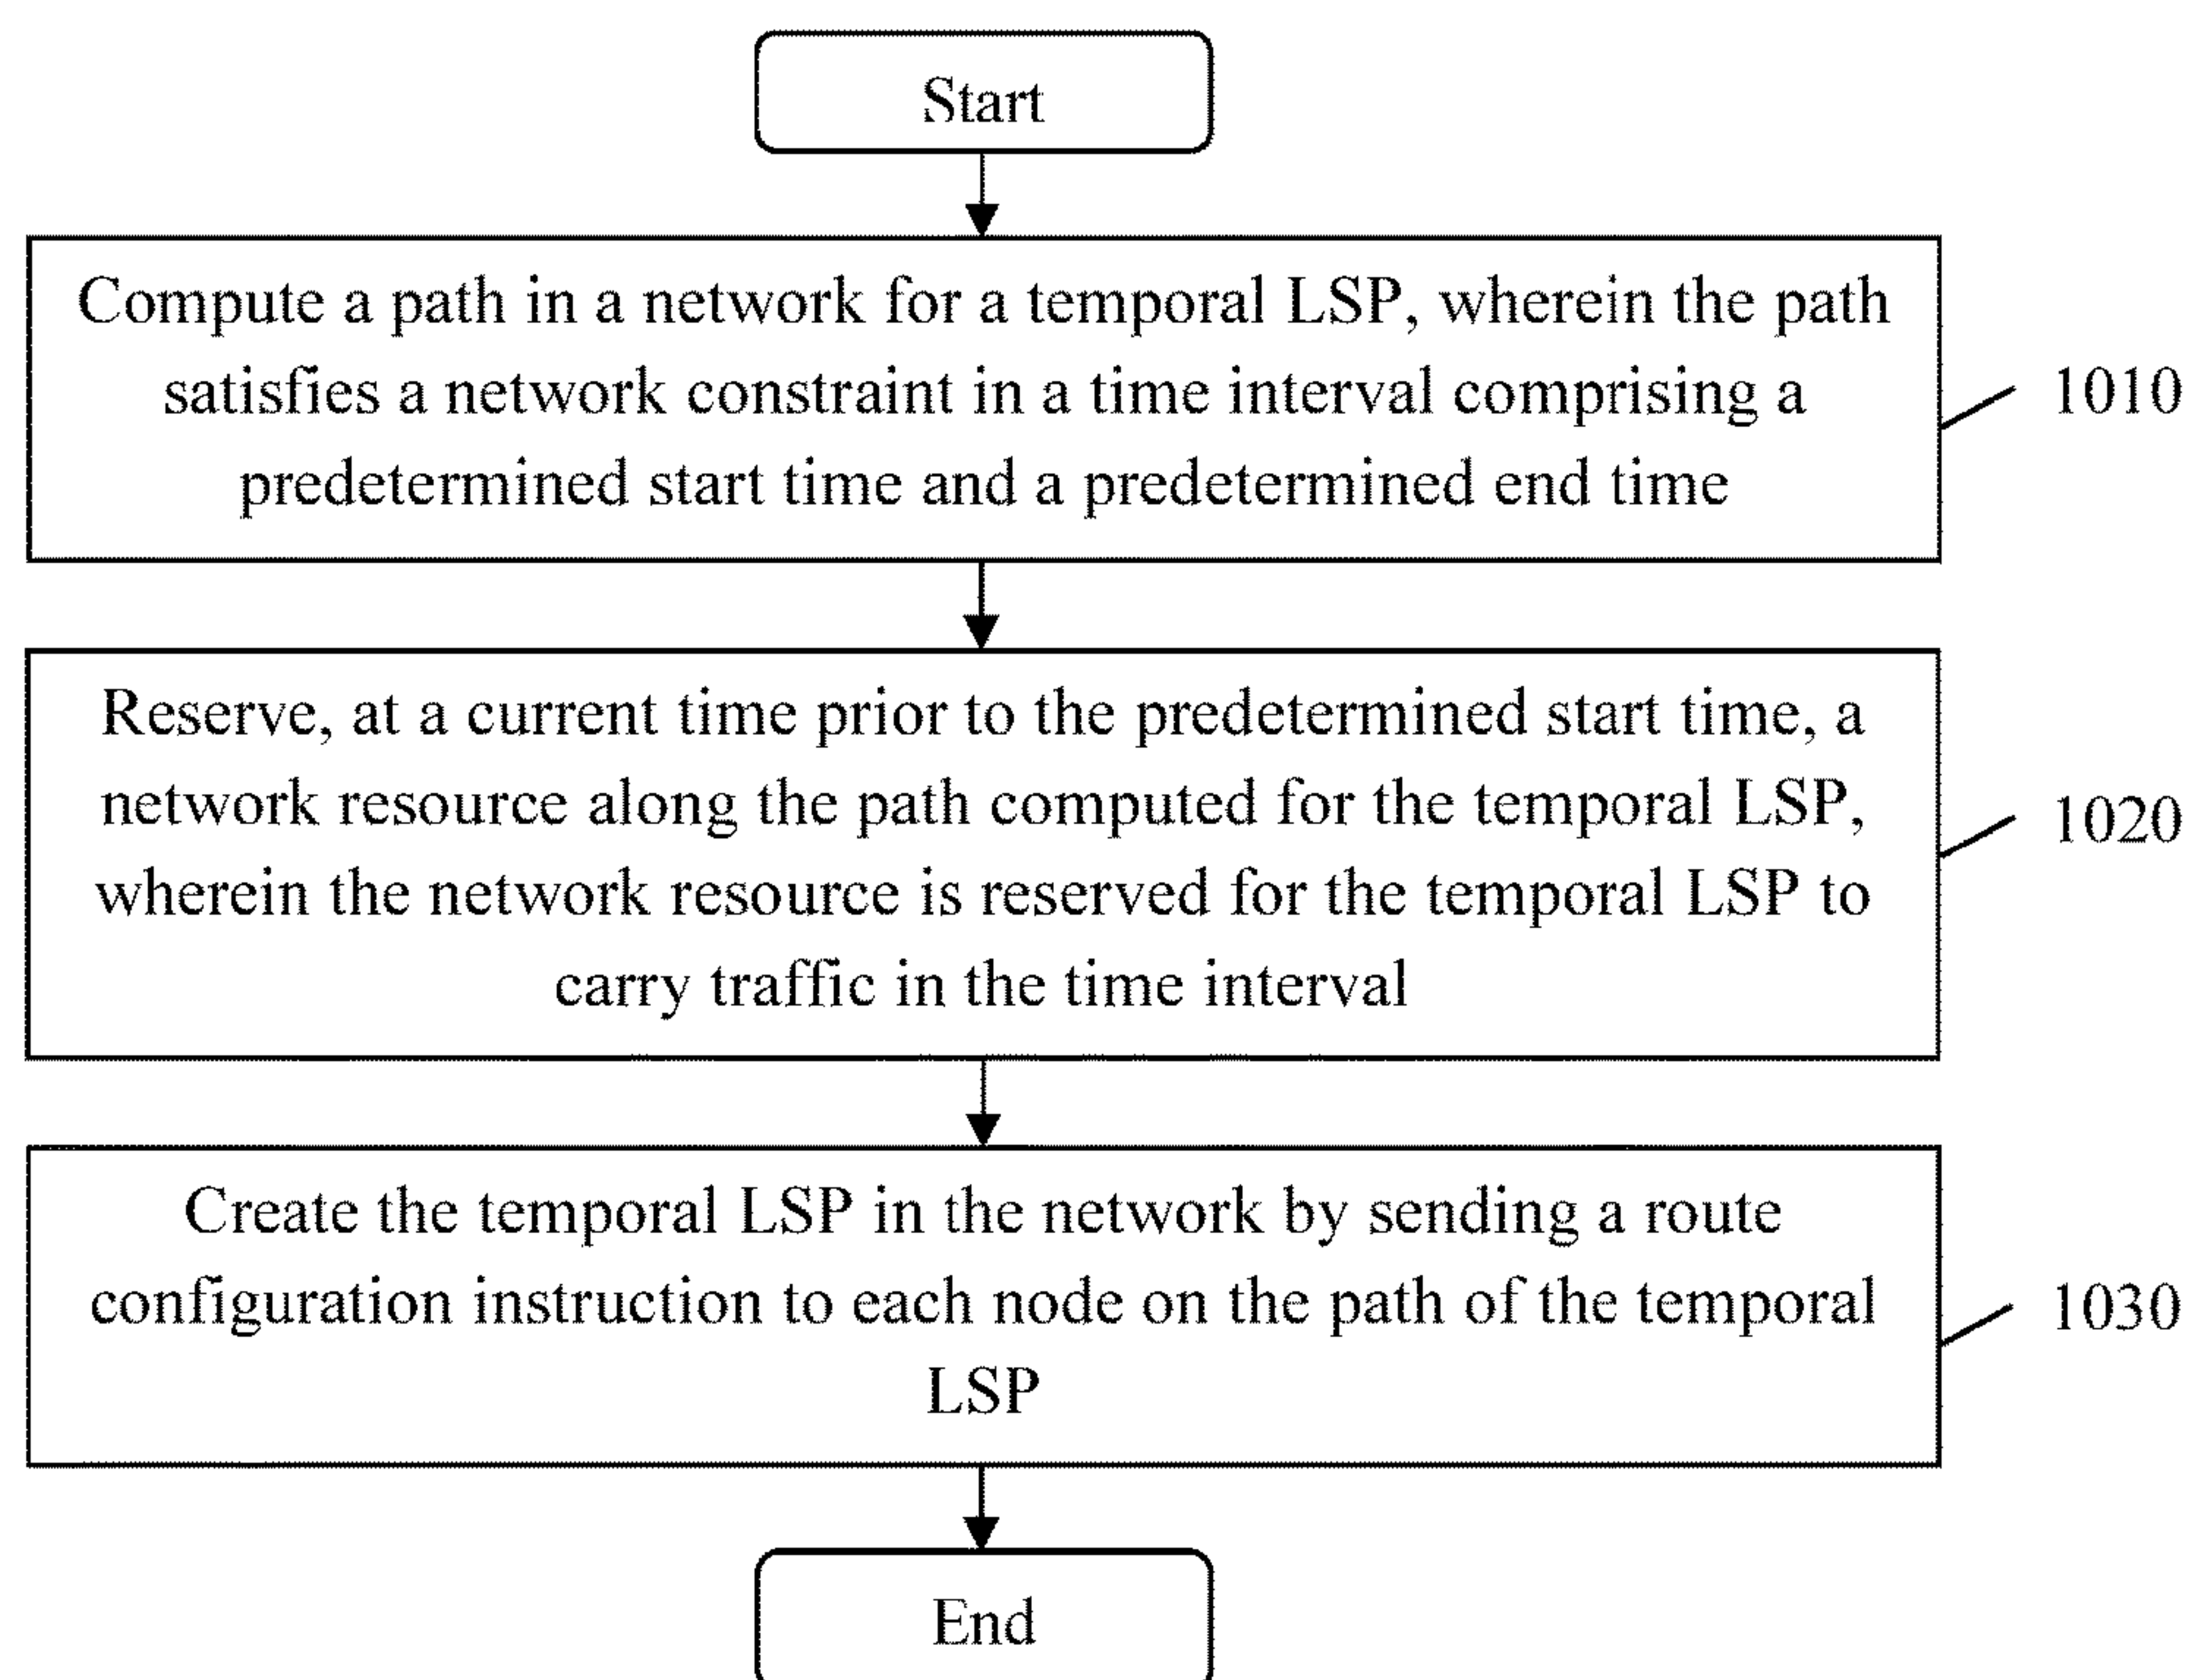 Start
Compute a path in a network for a temporal LSP, wherein the path
satisfies a network constraint in a time interval comprising a
predetermined start time and a predetermined end time
1010
Reserve, at a current time prior to the predetermined start time, a
network resource along the path computed for the temporal LSP,
wherein the network resource is reserved for the temporal LSP to
carry traffic in the time interval
1020
Create the temporal LSP in the network by sending a route
configuration instruction to each node on the path of the temporal
LSP
1030
End